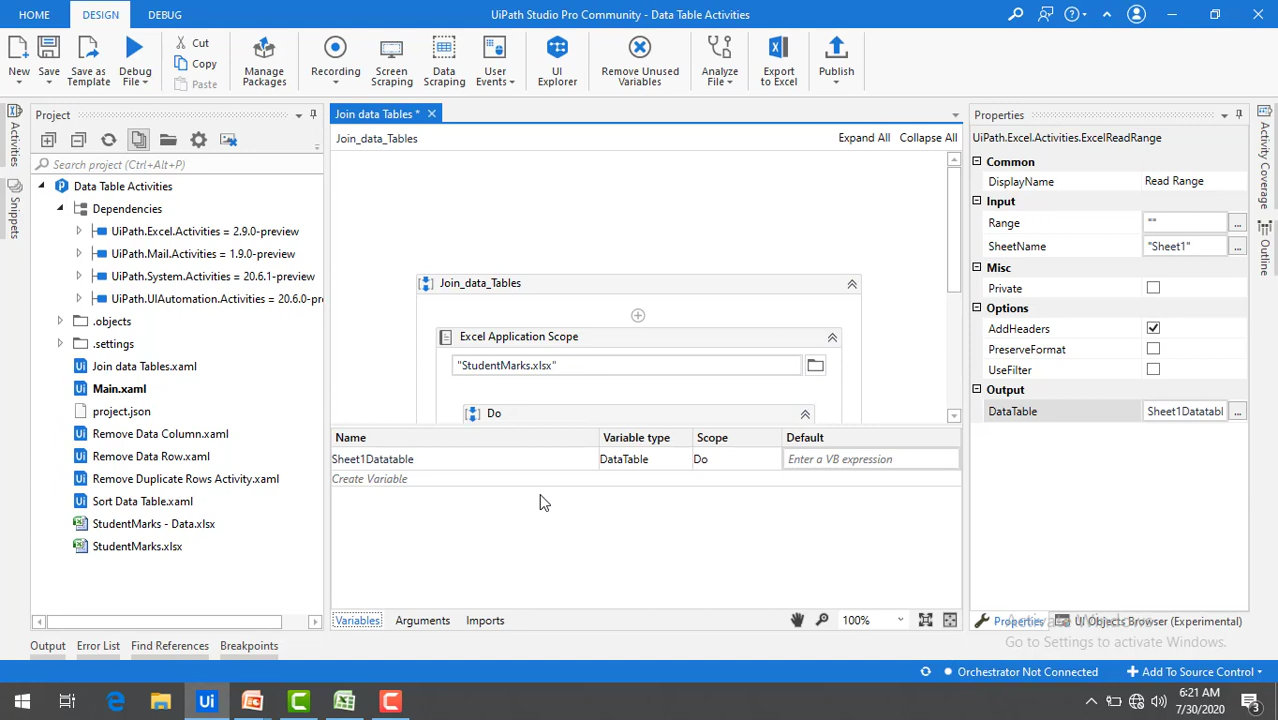 HOME
DESIGN
DEBUG
UiPath Studio Pro Community - Data Table Activities
New
Save
Save as Template
Debug File
Cut
Copy
Paste
Manage Packages
Recording
Screen Scraping
Data Scraping
User Events
UI Explorer
Remove Unused Variables
Analyze File
Export to Excel
Publish
Activities
Snippets
Project
Search project (Ctrl+Alt+P)
Data Table Activities
Dependencies
UiPath.Excel.Activities = 2.9.0-preview
UiPath.Mail.Activities = 1.9.0-preview
UiPath.System.Activities = 20.6.1-preview
UiPath.UIAutomation.Activities = 20.6.0-pre
.objects
.settings
Join data Tables.xaml
Main.xaml
project.json
Remove Data Column.xaml
Remove Data Row.xaml
Remove Duplicate Rows Activity.xaml
Sort Data Table.xaml
StudentMarks - Data.xlsx
StudentMarks.xlsx
Join data Tables *
Join_data_Tables
Expand All
Collapse All
Join_data_Tables
Excel Application Scope
"StudentMarks.xlsx"
Do
Name
Variable type
Scope
Default
Sheet1Datatable
DataTable
Do
Enter a VB expression
Create Variable
Variables
Arguments
Imports
100%
Properties
UiPath.Excel.Activities.ExcelReadRange
Common
DisplayName
Read Range
Input
Range
""
...
SheetName
"Sheet1"
...
Misc
Private
Options
AddHeaders
PreserveFormat
UseFilter
Output
DataTable
Sheet1Datatabl
...
Activity Coverage
Outline
Activate Windows
Go to Settings to activate Windows.
Properties
UI Objects Browser (Experimental)
Output
Error List
Find References
Breakpoints
Orchestrator Not Connected
Add To Source Control
Ui
6:21 AM
7/30/2020
3